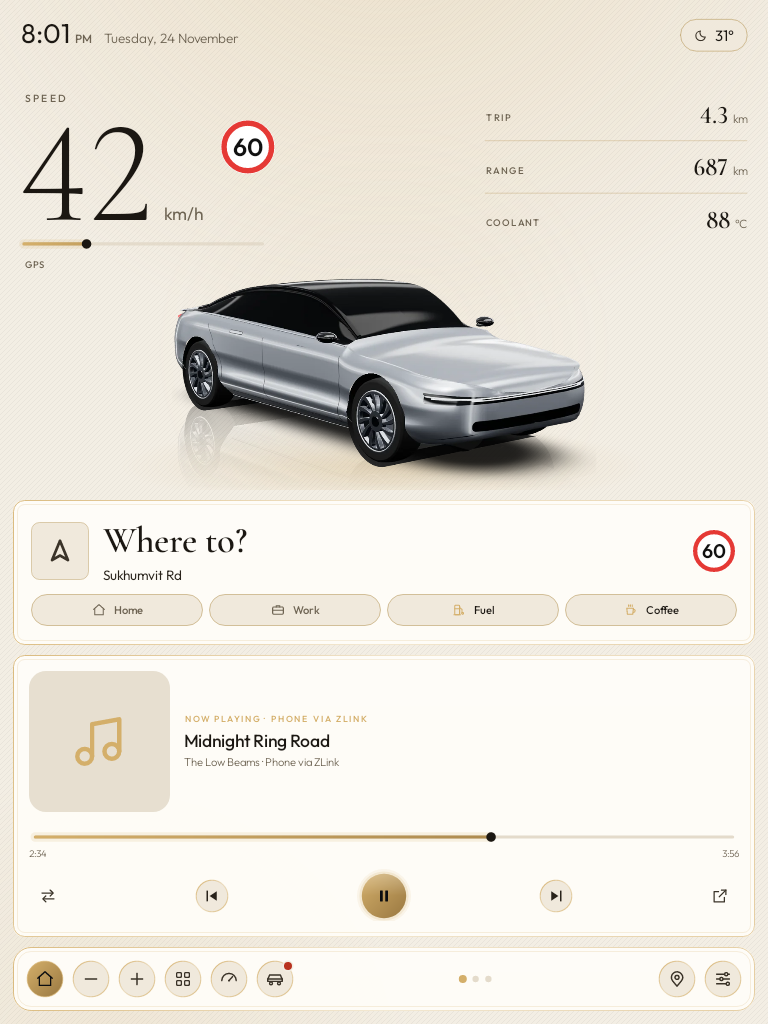 8:01 PM Tuesday, 24 November
31°
SPEED
42 km/h
60
GPS
TRIP 4.3 km
RANGE 687 km
COOLANT 88 °C
Where to?
Sukhumvit Rd
60
Home
Work
Fuel
Coffee
NOW PLAYING · PHONE VIA ZLINK
Midnight Ring Road
The Low Beams · Phone via ZLink
2:34
3:56